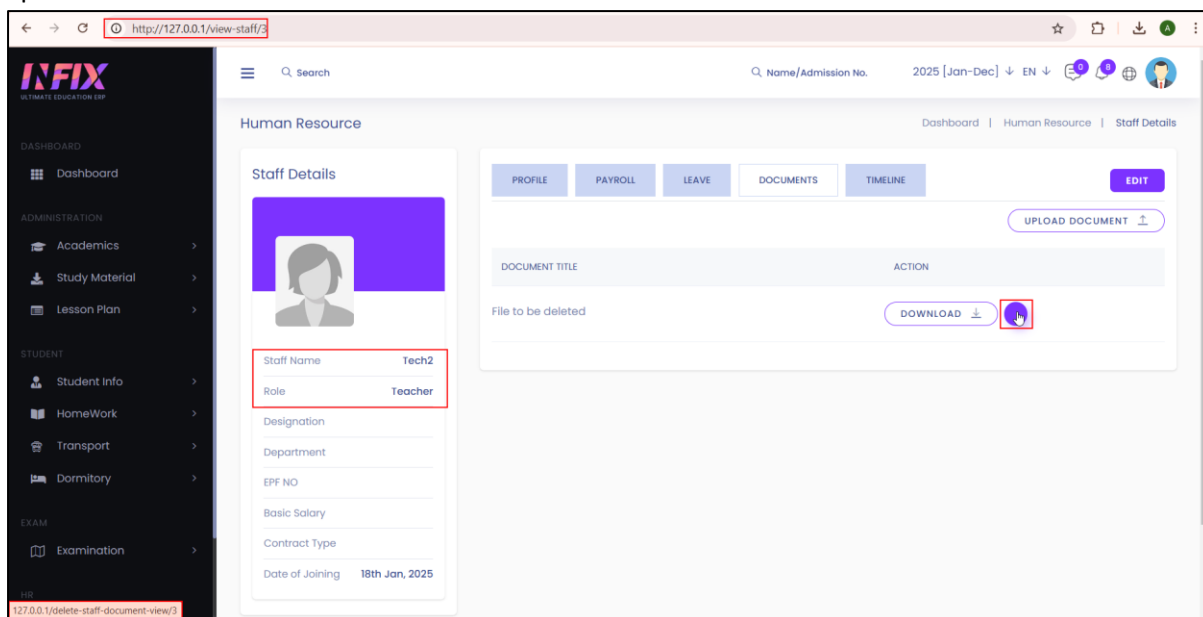 http://127.0.0.1/view-staff/3
A
INFIX
ULTIMATE EDUCATION ERP
Search
Name/Admission No.
2025 [Jan-Dec]
EN
0
8
Human Resource
Dashboard | Human Resource | Staff Details
DASHBOARD
Dashboard
ADMINISTRATION
Academics
Study Material
Lesson Plan
STUDENT
Student Info
HomeWork
Transport
Dormitory
EXAM
Examination
HR
127.0.0.1/delete-staff-document-view/3
Staff Details
Staff Name Tech2
Role Teacher
Designation
Department
EPF NO
Basic Salary
Contract Type
Date of Joining 18th Jan, 2025
PROFILE PAYROLL LEAVE DOCUMENTS TIMELINE
EDIT
UPLOAD DOCUMENT
DOCUMENT TITLE ACTION
File to be deleted DOWNLOAD